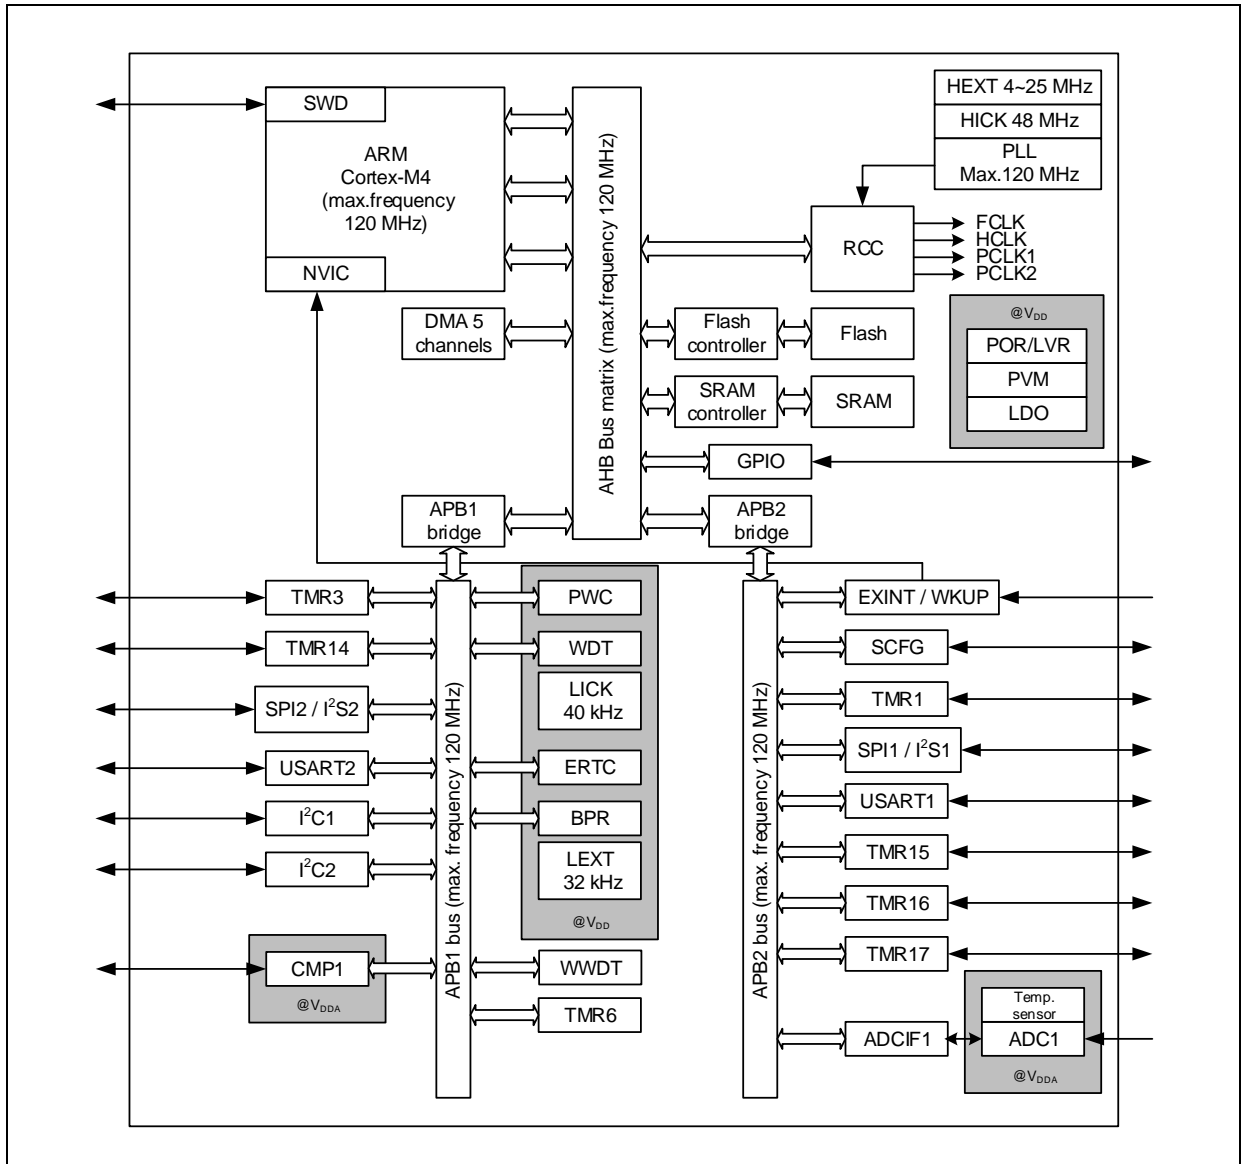 HEXT 4~25 MHz
HICK 48 MHz
PLL
Max.120 MHz
SWD
ARM
Cortex-M4
(max.frequency
120 MHz)
NVIC
AHB Bus matrix (max.frequency 120 MHz)
RCC
FCLK
HCLK
PCLK1
PCLK2
DMA 5
channels
Flash
controller
Flash
SRAM
controller
SRAM
@VDD
POR/LVR
PVM
LDO
GPIO
APB1
bridge
APB2
bridge
TMR3
TMR14
SPI2 / I²S2
USART2
I²C1
I²C2
CMP1
@VDDA
APB1 bus (max. frequency 120 MHz)
PWC
WDT
LICK
40 kHz
ERTC
BPR
LEXT
32 kHz
@VDD
WWDT
TMR6
APB2 bus (max. frequency 120 MHz)
EXINT / WKUP
SCFG
TMR1
SPI1 / I²S1
USART1
TMR15
TMR16
TMR17
ADCIF1
Temp.
sensor
ADC1
@VDDA